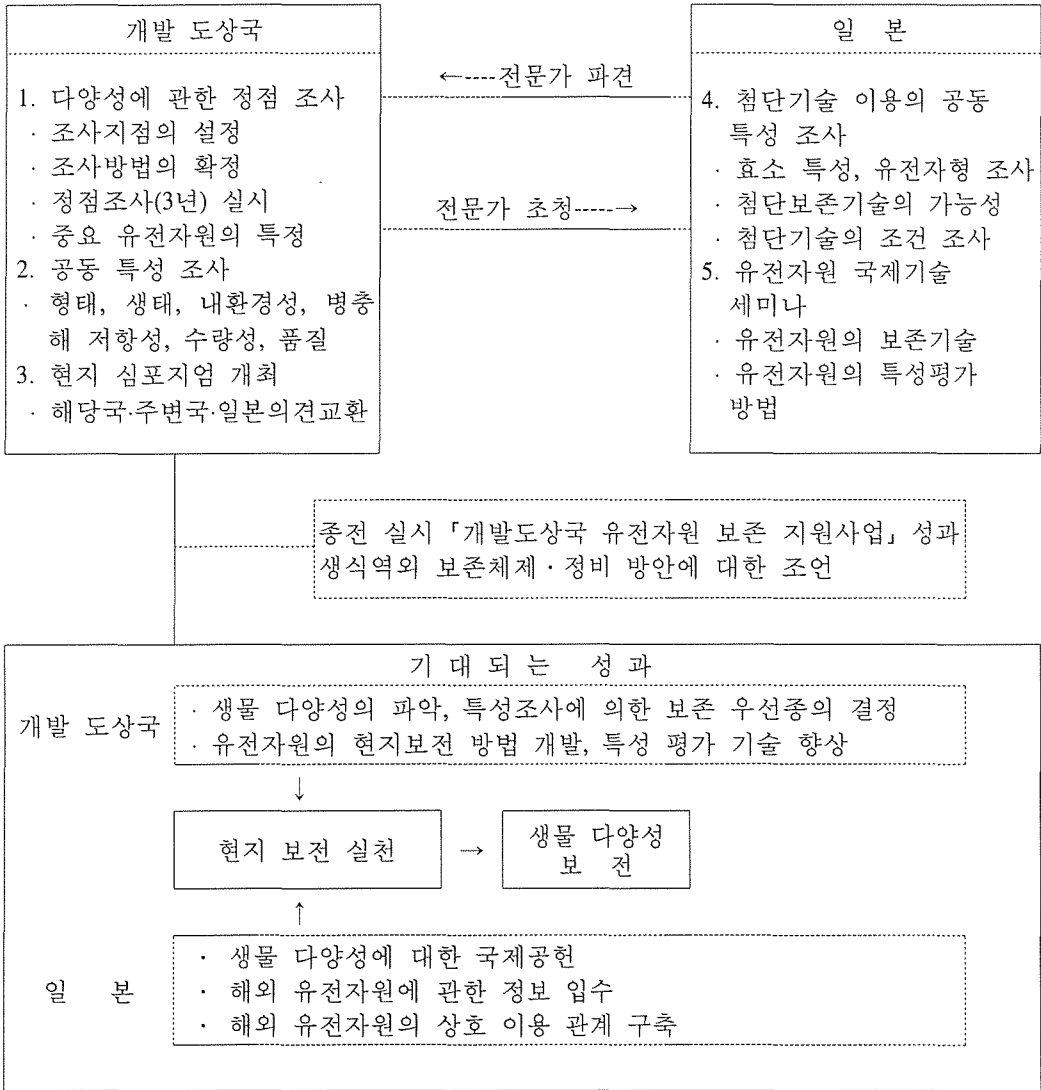 개발 도상국
1. 다양성에 관한 정점 조사
· 조사지점의 설정
· 조사방법의 확정
· 정점조사(3년) 실시
· 중요 유전자원의 특정
2. 공동 특성 조사
· 형태, 생태, 내환경성, 병충
해 저항성, 수량성, 품질
3. 현지 심포지엄 개최
· 해당국·주변국·일본의견교환
←----전문가 파견
전문가 초청-----→
일 본
4. 첨단기술 이용의 공동
특성 조사
· 효소 특성, 유전자형 조사
· 첨단보존기술의 가능성
· 첨단기술의 조건 조사
5. 유전자원 국제기술
세미나
· 유전자원의 보존기술
· 유전자원의 특성평가
방법
종전 실시「개발도상국 유전자원 보존 지원사업」성과
생식역외 보존체제·정비 방안에 대한 조언
기 대 되 는 성 과
개발 도상국
· 생물 다양성의 파악, 특성조사에 의한 보존 우선종의 결정
· 유전자원의 현지보전 방법 개발, 특성 평가 기술 향상
↓
현지 보전 실천 → 생물 다양성
보 전
↑
일 본
· 생물 다양성에 대한 국제공헌
· 해외 유전자원에 관한 정보 입수
· 해외 유전자원의 상호 이용 관계 구축